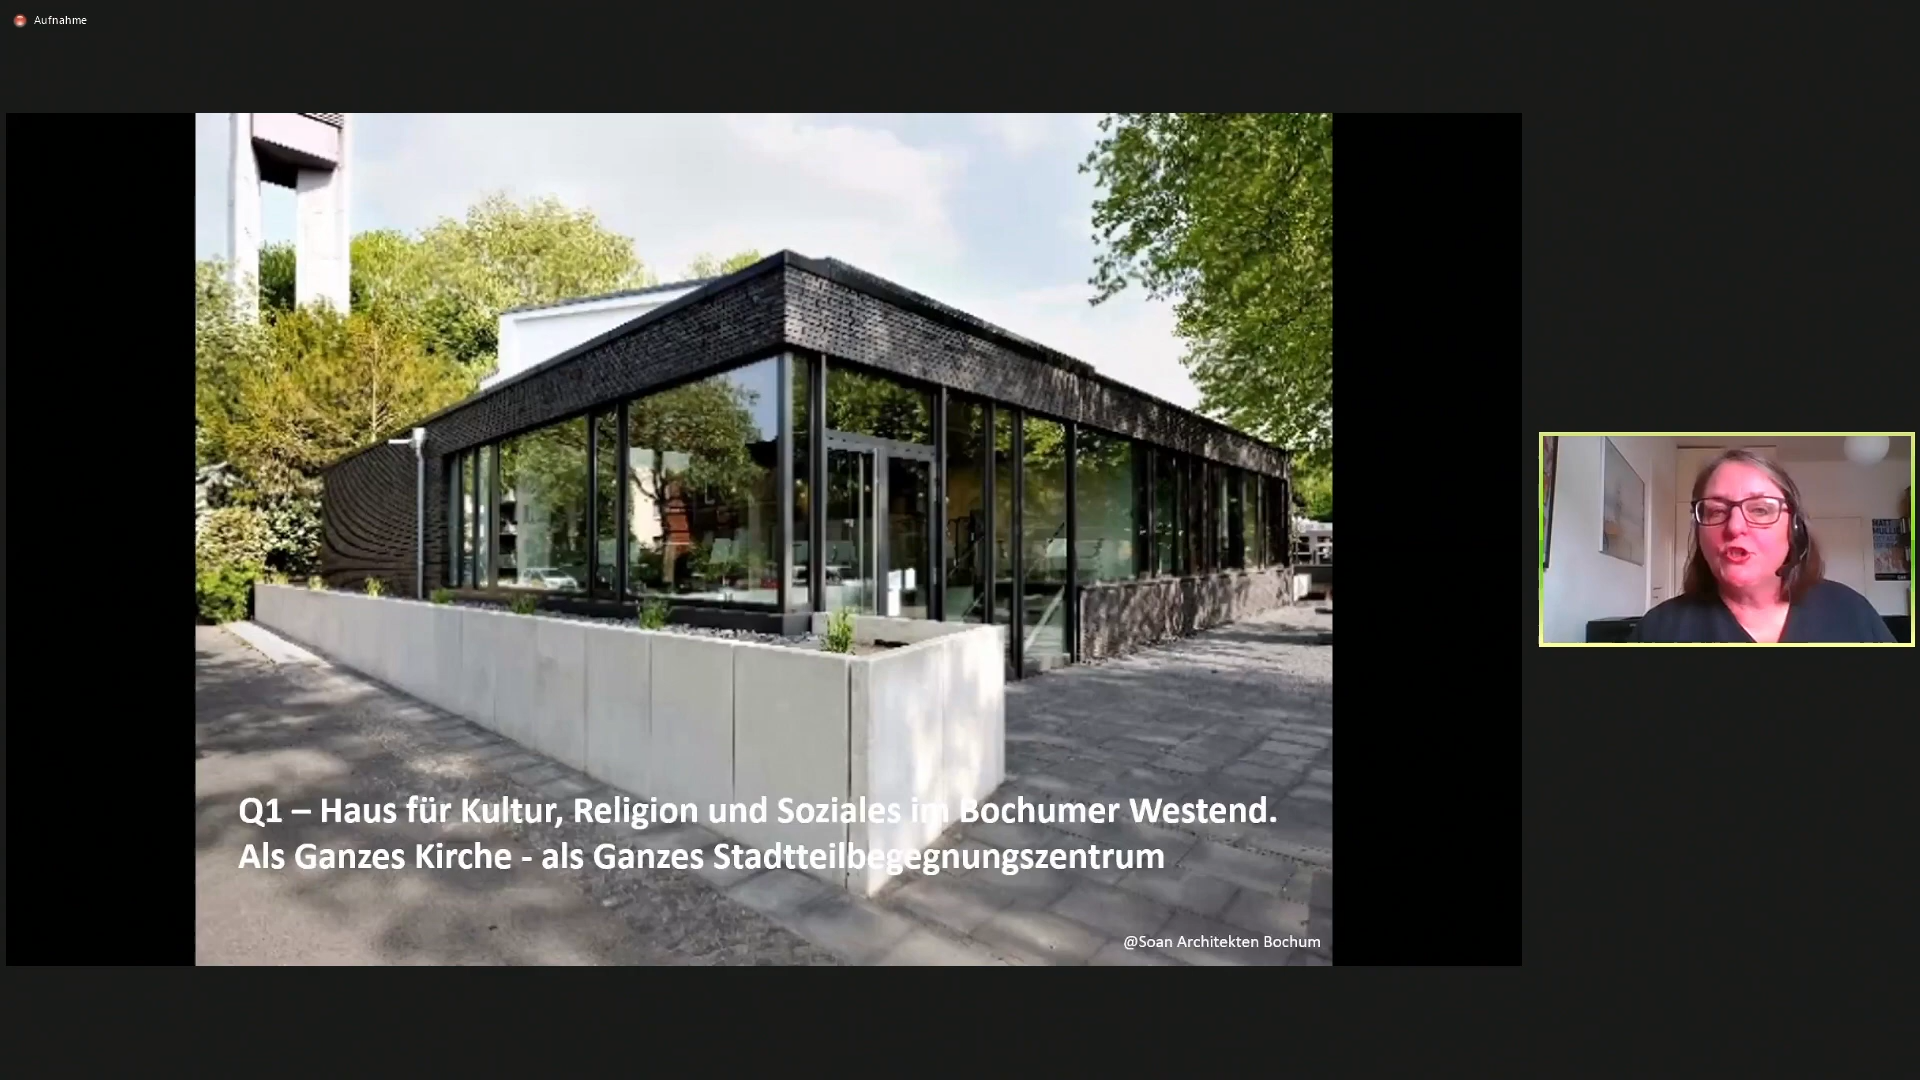 Aufnahme
Q1 – Haus für Kultur, Religion und Soziales im Bochumer Westend.
Als Ganzes Kirche - als Ganzes Stadtteilbegegnungszentrum
@Soan Architekten Bochum
MATT